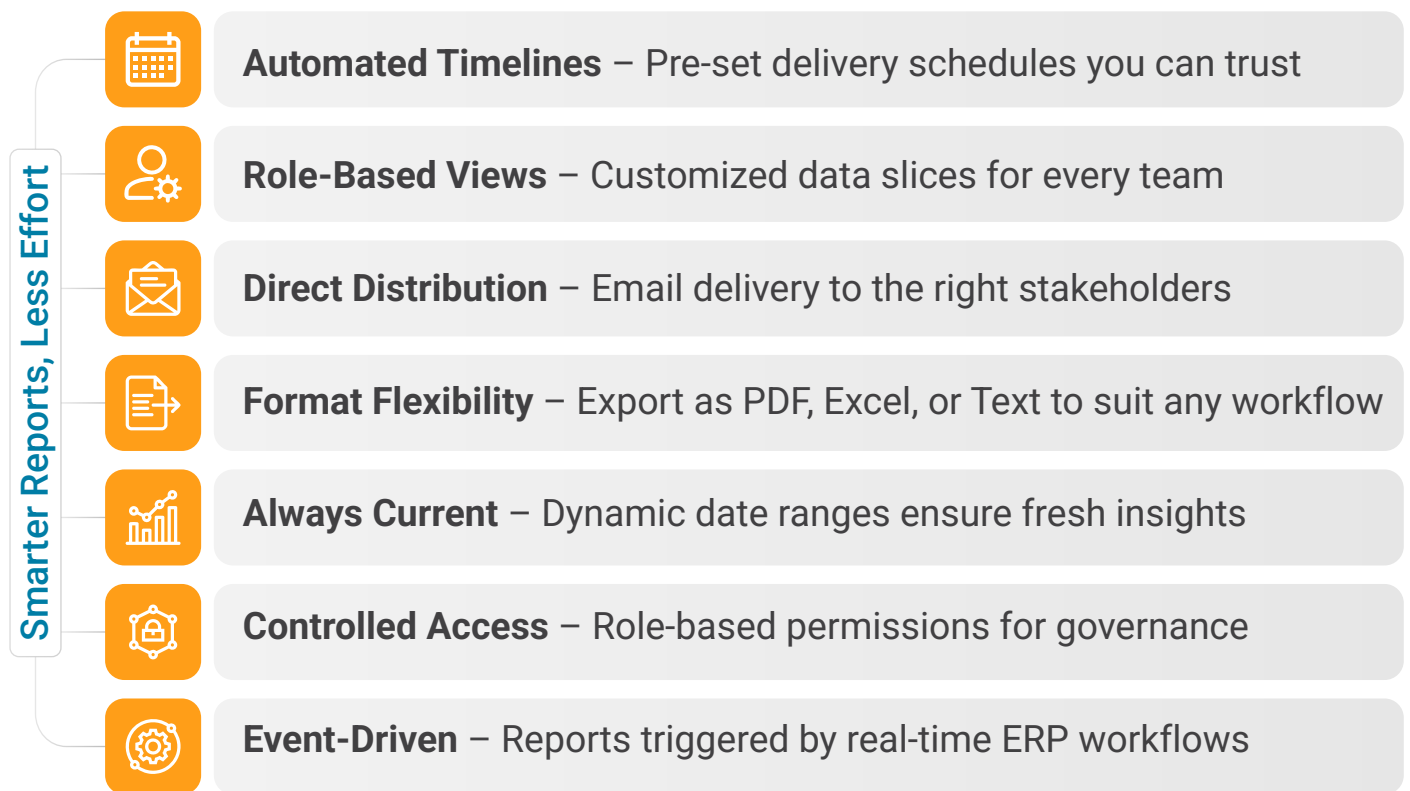 Smarter Reports, Less Effort
Automated Timelines – Pre-set delivery schedules you can trust
Role-Based Views – Customized data slices for every team
Direct Distribution – Email delivery to the right stakeholders
Format Flexibility – Export as PDF, Excel, or Text to suit any workflow
Always Current – Dynamic date ranges ensure fresh insights
Controlled Access – Role-based permissions for governance
Event-Driven – Reports triggered by real-time ERP workflows